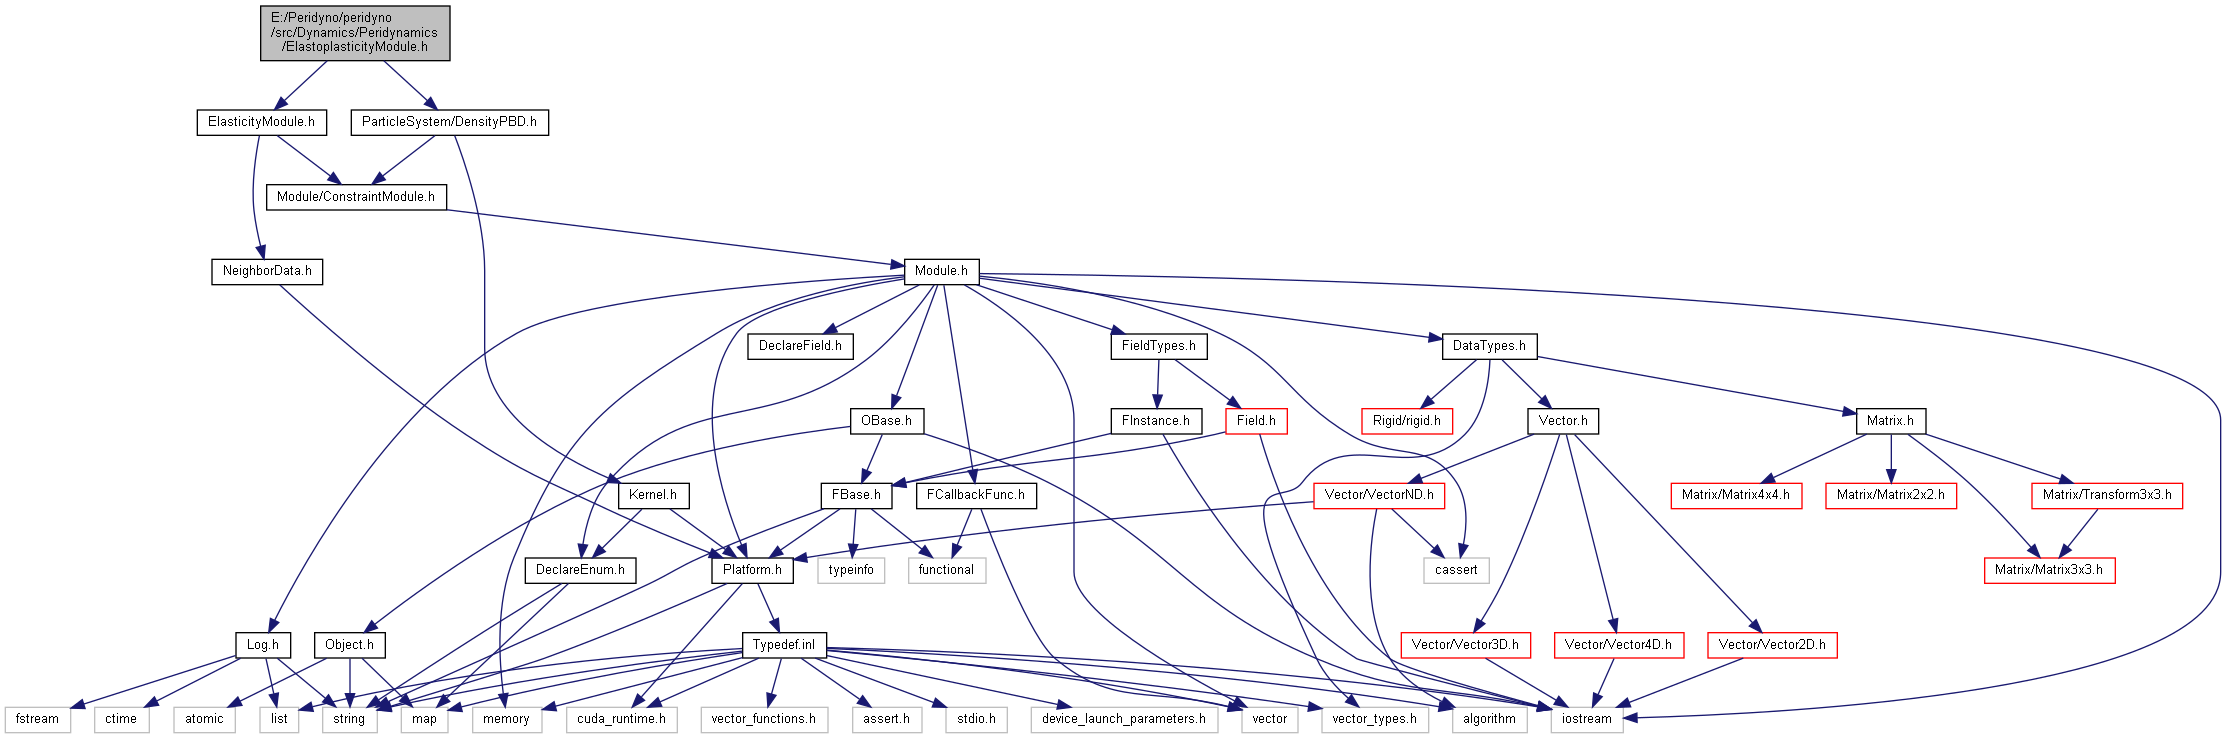 E:/Peridyno/peridyno
/src/Dynamics/Peridynamics
/ElastoplasticityModule.h
ElasticityModule.h
ParticleSystem/DensityPBD.h
Module/ConstraintModule.h
NeighborData.h
Module.h
DeclareField.h
FieldTypes.h
DataTypes.h
OBase.h
FInstance.h
Field.h
Rigid/rigid.h
Vector.h
Matrix.h
Kernel.h
FBase.h
FCallbackFunc.h
Vector/VectorND.h
Matrix/Matrix4x4.h
Matrix/Matrix2x2.h
Matrix/Transform3x3.h
DeclareEnum.h
Platform.h
typeinfo
functional
cassert
Matrix/Matrix3x3.h
Log.h
Object.h
Typedef.inl
Vector/Vector3D.h
Vector/Vector4D.h
Vector/Vector2D.h
fstream
ctime
atomic
list
string
map
memory
cuda_runtime.h
vector_functions.h
assert.h
stdio.h
device_launch_parameters.h
vector
vector_types.h
algorithm
iostream